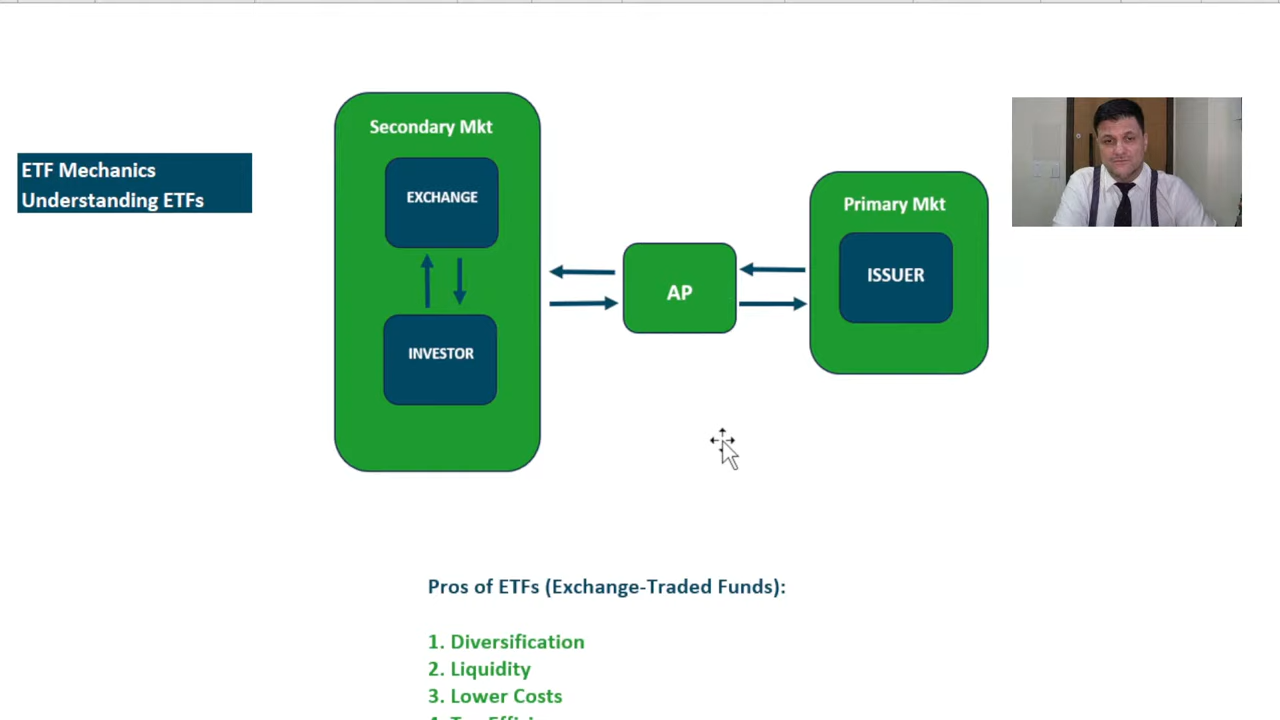 ETF Mechanics
Understanding ETFs
Secondary Mkt
EXCHANGE
INVESTOR
AP
Primary Mkt
ISSUER
Pros of ETFs (Exchange-Traded Funds):
1. Diversification
2. Liquidity
3. Lower Costs